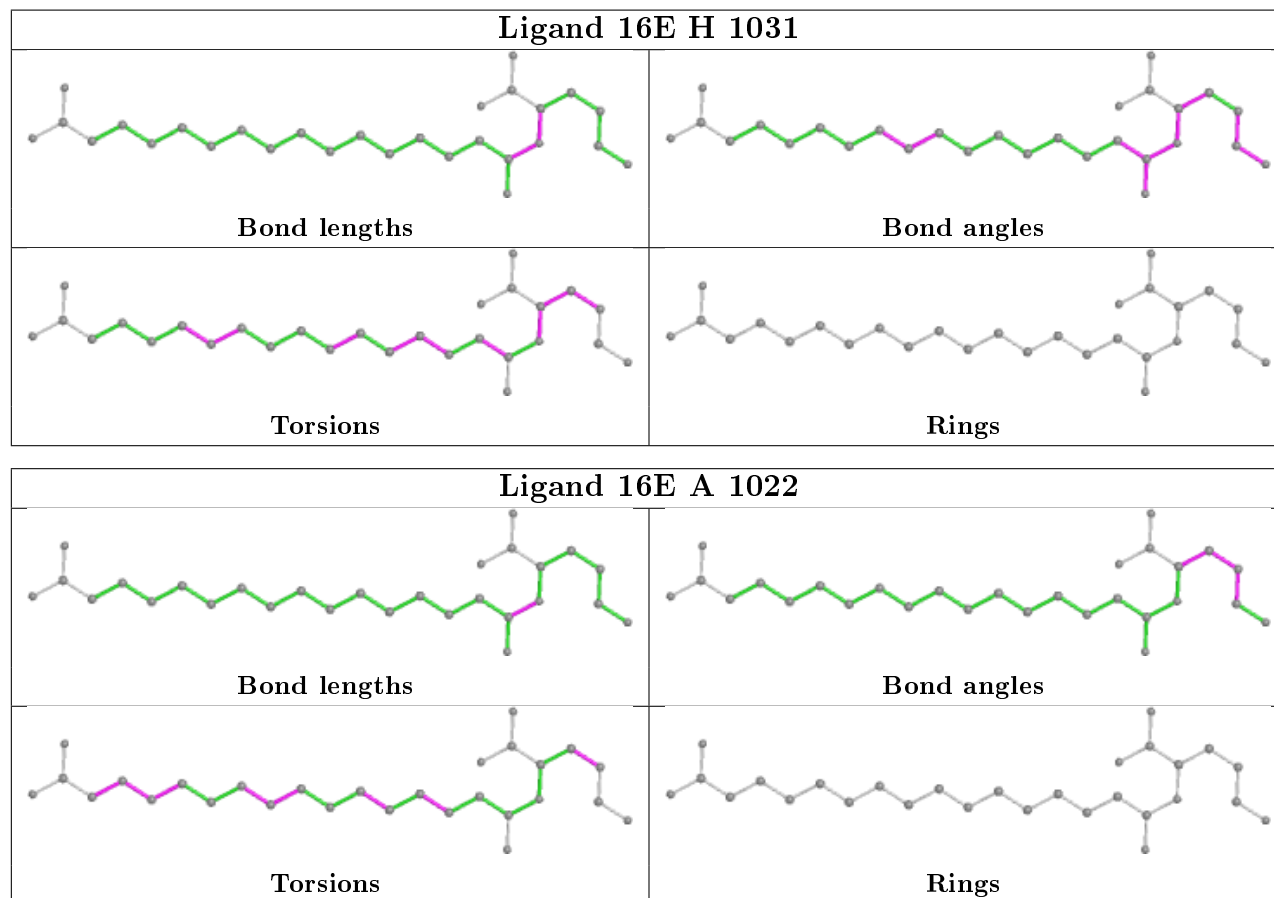 Ligand 16E H 1031
Bond lengths
Bond angles
Torsions
Rings
Ligand 16E A 1022
Bond lengths
Bond angles
Torsions
Rings